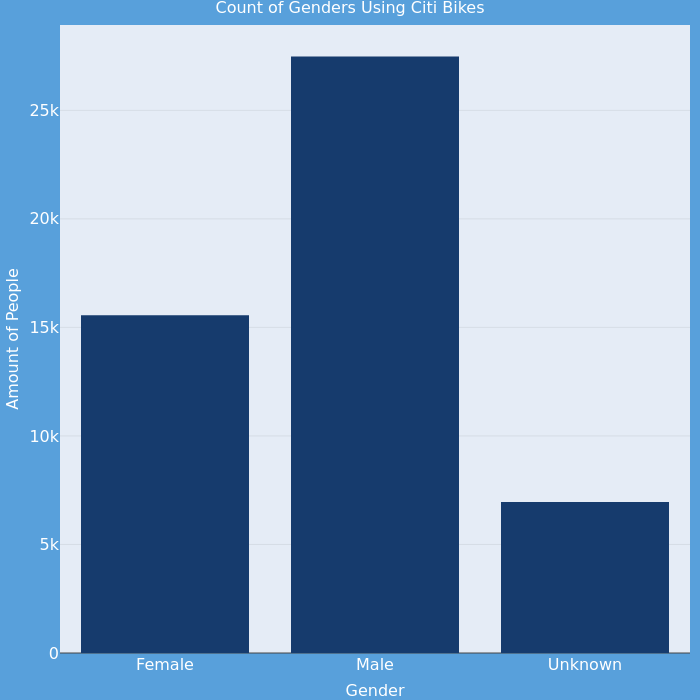 Count of Genders Using Citi Bikes
Amount of People
25k
20k
15k
10k
5k
0
Female Male Unknown
Gender